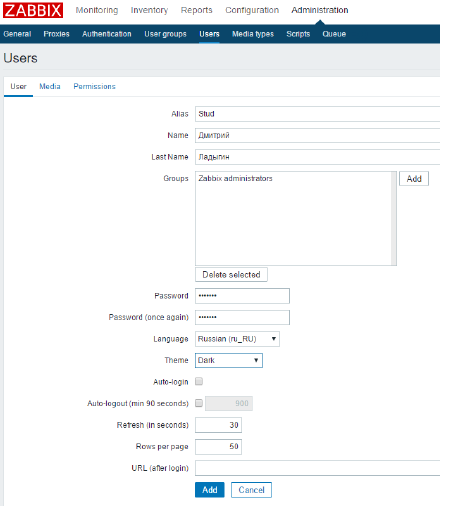 ZABBIX Monitoring Inventory Reports Configuration Administration
General Proxies Authentication User groups Users Media types Scripts Queue
Users
User Media Permissions
Alias Stud
Name Дмитрий
Last Name Ладыгин
Groups Zabbix administrators Add
Delete selected
Password •••••••
Password (once again) •••••••
Language Russian (ru_RU)
Theme Dark
Auto-login
Auto-logout (min 90 seconds) 900
Refresh (in seconds) 30
Rows per page 50
URL (after login)
Add Cancel